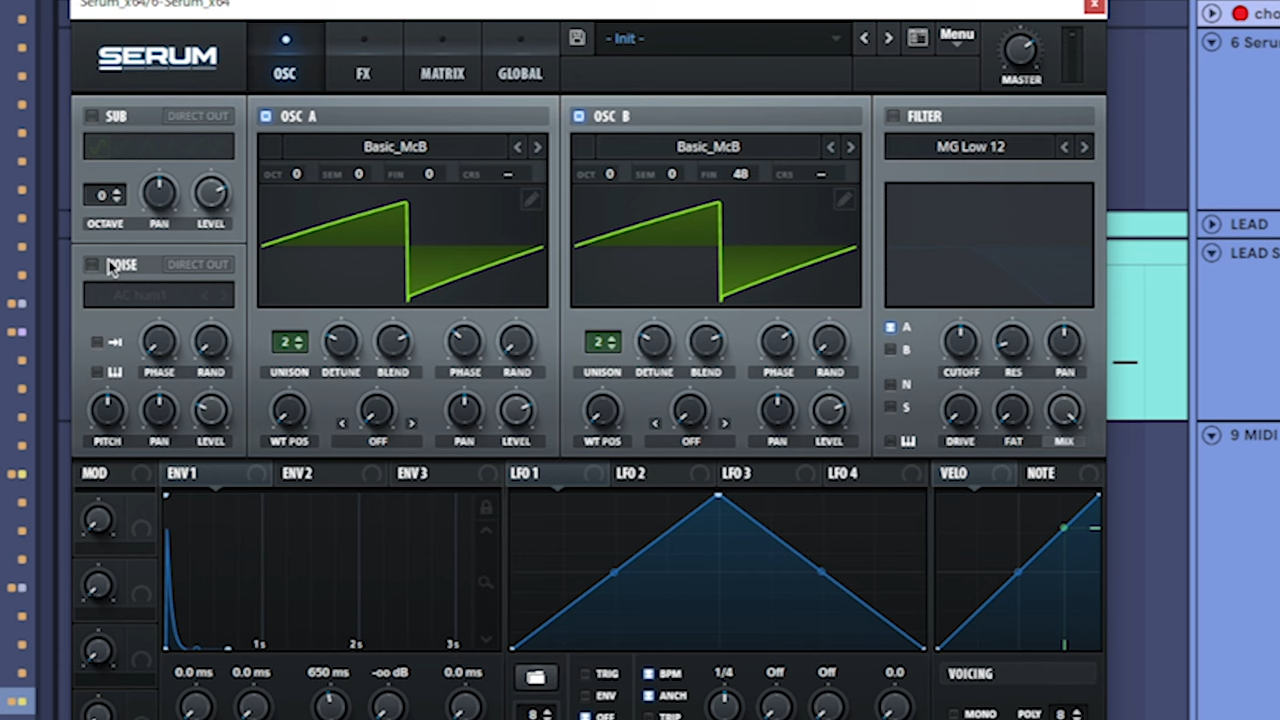 Serum_x64/6-Serum_x64
SERUM
OSC FX MATRIX GLOBAL
- Init -
Menu
MASTER
SUB DIRECT OUT
0
OCTAVE PAN LEVEL
NOISE DIRECT OUT
AC hum1
PHASE RAND
PITCH PAN LEVEL
OSC A
Basic_McB
OCT 0 SEM 0 FIN 0 CRS –
2
UNISON DETUNE BLEND PHASE RAND
WT POS OFF PAN LEVEL
OSC B
Basic_McB
OCT 0 SEM 0 FIN 48 CRS –
2
UNISON DETUNE BLEND PHASE RAND
WT POS OFF PAN LEVEL
FILTER
MG Low 12
A
B
N
S
CUTOFF RES PAN
DRIVE FAT MIX
MOD ENV 1 ENV 2 ENV 3 LFO 1 LFO 2 LFO 3 LFO 4 VELO NOTE
1s 2s 3s
0.0 ms 0.0 ms 650 ms -oo dB 0.0 ms
TRIG BPM 1/4 Off Off 0.0
ENV ANCH
8 OFF TRIP
VOICING
MONO POLY 8
cho
6 Seru
LEAD
LEAD S
9 MIDI